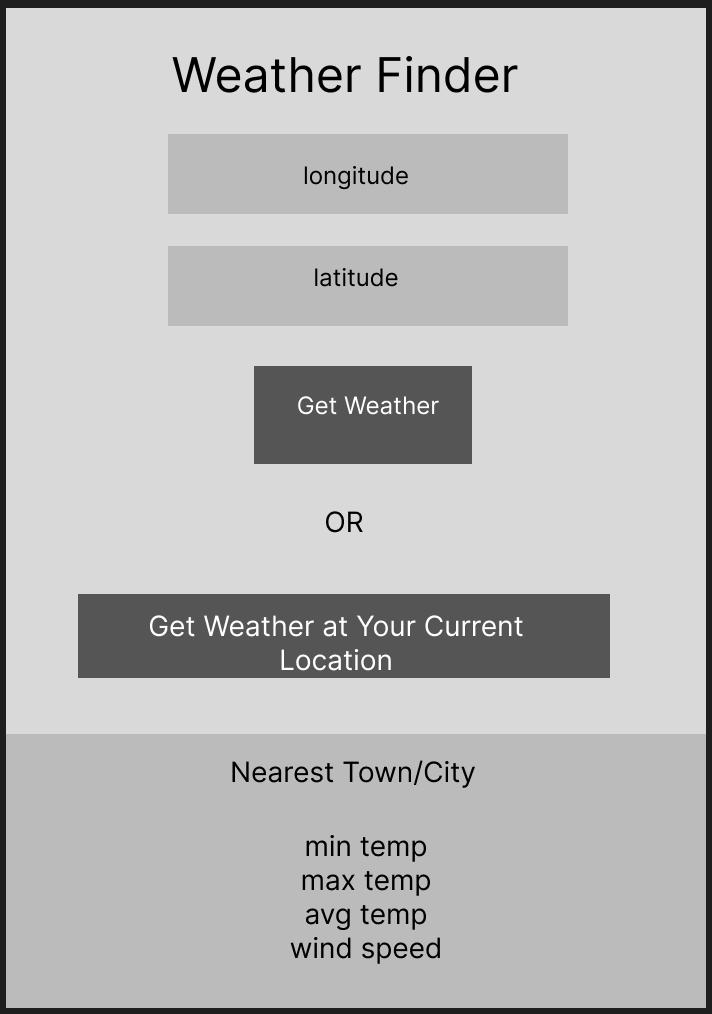 Weather Finder
longitude
latitude
Get Weather
OR
Get Weather at Your Current
Location
Nearest Town/City
min temp
max temp
avg temp
wind speed